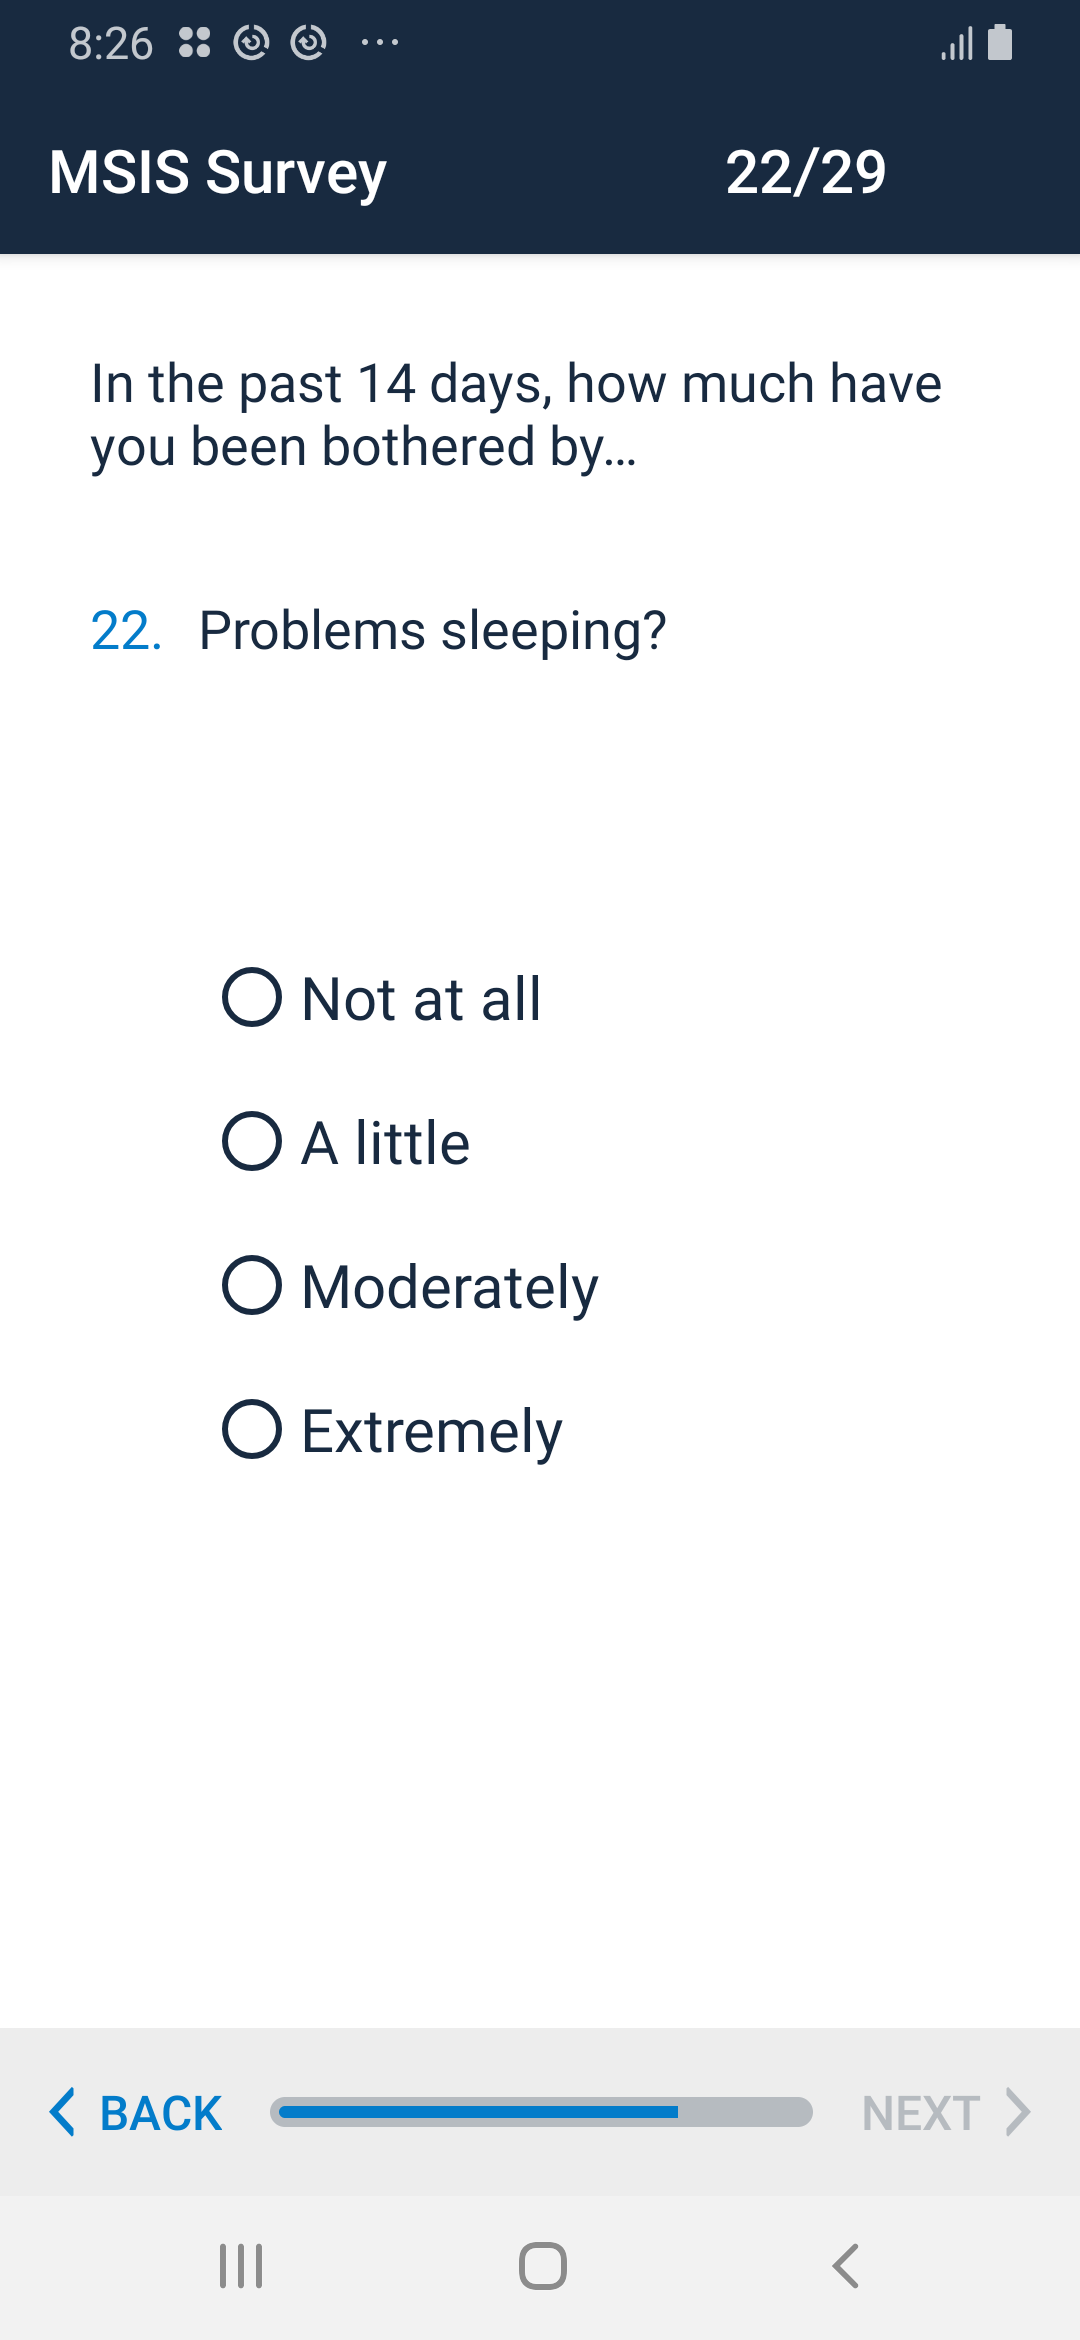 8:26
MSIS Survey 22/29
In the past 14 days, how much have
you been bothered by...
22. Problems sleeping?
Not at all
A little
Moderately
Extremely
BACK NEXT